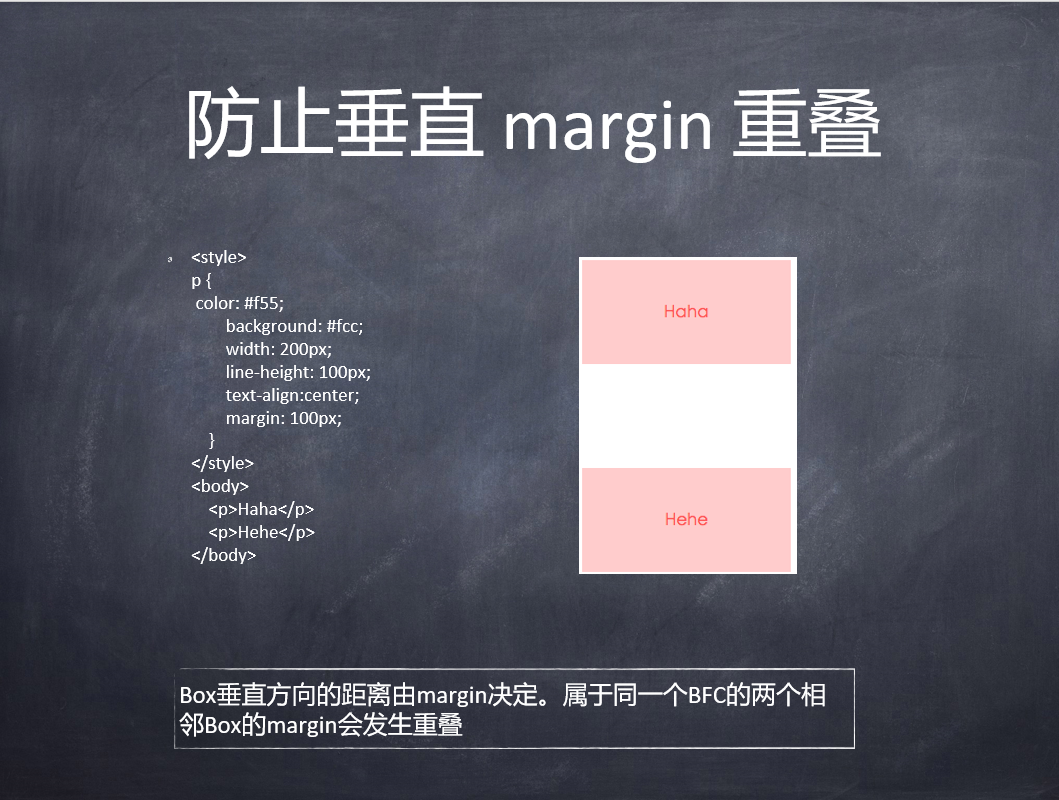 防止垂直 margin 重叠
<style>
p {
color: #f55;
background: #fcc;
width: 200px;
line-height: 100px;
text-align:center;
margin: 100px;
}
</style>
<body>
<p>Haha</p>
<p>Hehe</p>
</body>
Haha
Hehe
Box垂直方向的距离由margin决定。属于同一个BFC的两个相
邻Box的margin会发生重叠